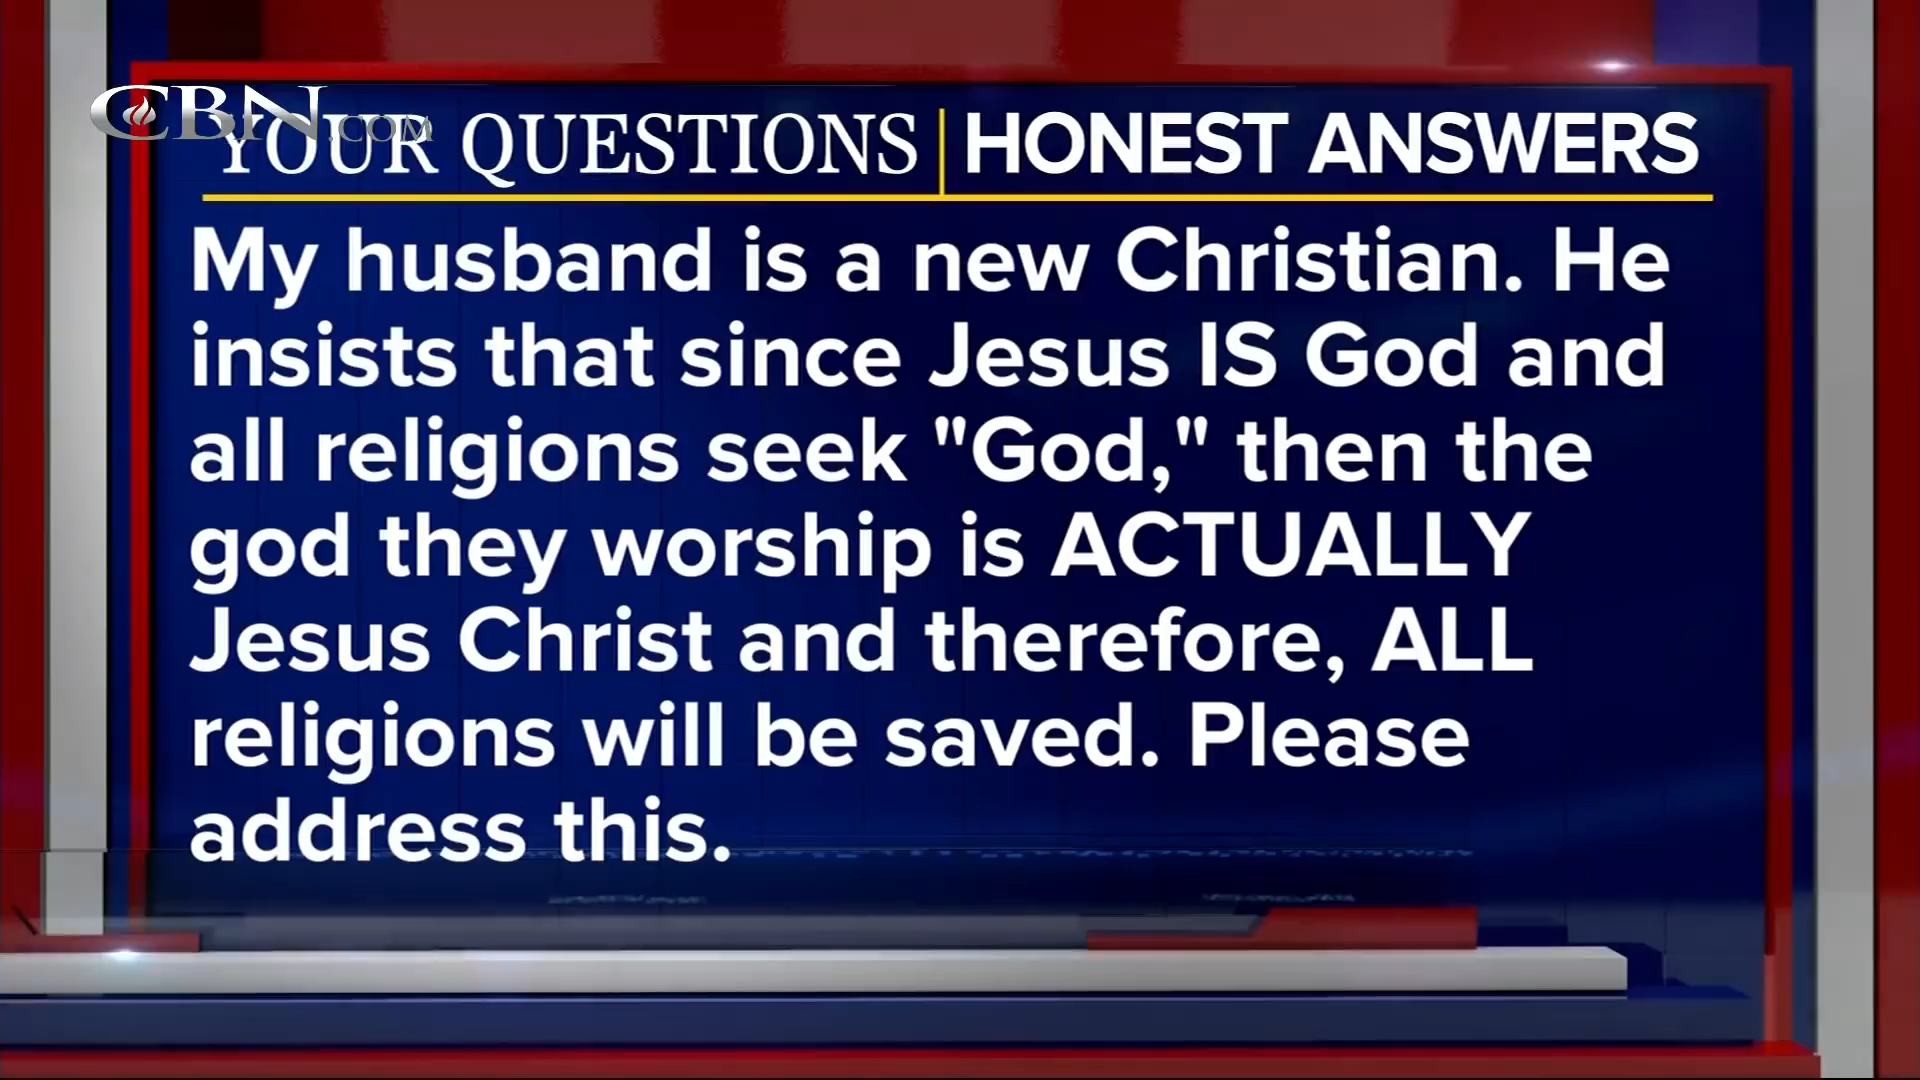 CBN.COM
YOUR QUESTIONS HONEST ANSWERS
My husband is a new Christian. He
insists that since Jesus IS God and
all religions seek "God," then the
god they worship is ACTUALLY
Jesus Christ and therefore, ALL
religions will be saved. Please
address this.